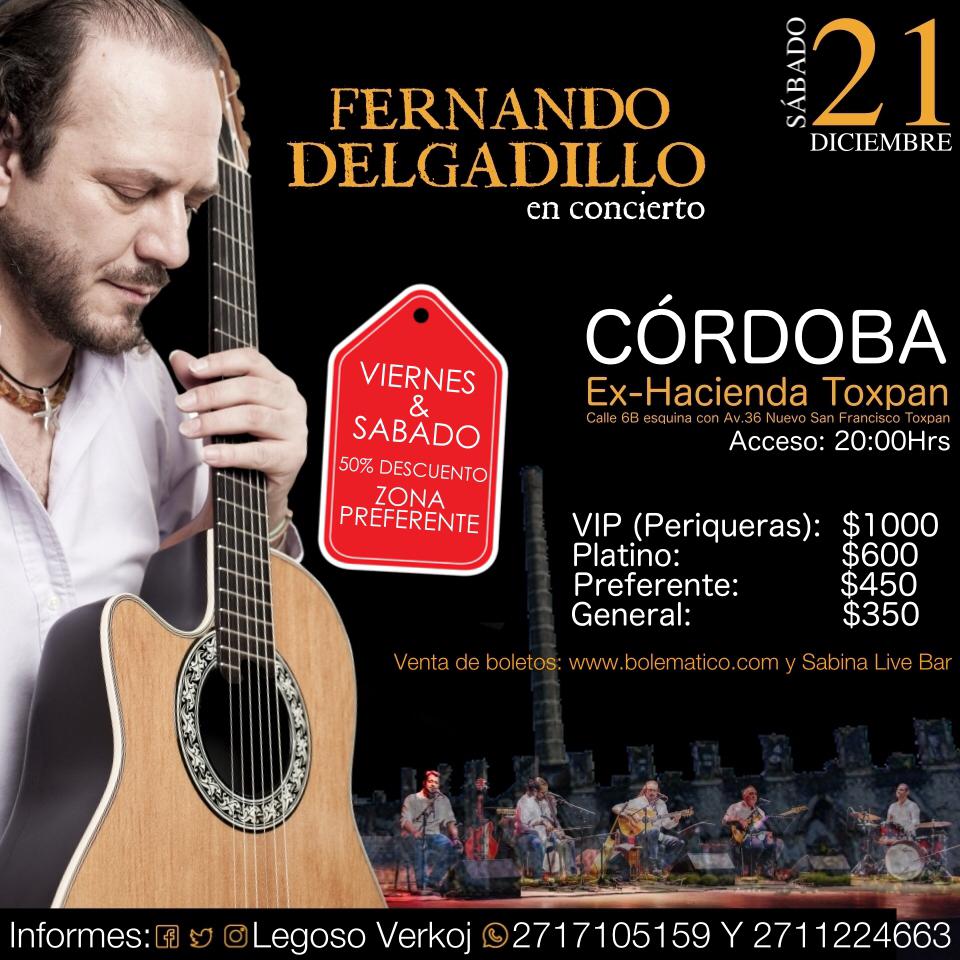 SÁBADO
21
DICIEMBRE
FERNANDO
DELGADILLO
en concierto
VIERNES
&
SABADO
50% DESCUENTO
ZONA
PREFERENTE
CÓRDOBA
Ex-Hacienda Toxpan
Calle 6B esquina con Av.36 Nuevo San Francisco Toxpan
Acceso: 20:00Hrs
VIP (Periqueras): $1000
Platino: $600
Preferente: $450
General: $350
Venta de boletos: www.bolematico.com y Sabina Live Bar
Informes: Legoso Verkoj 2717105159 Y 2711224663